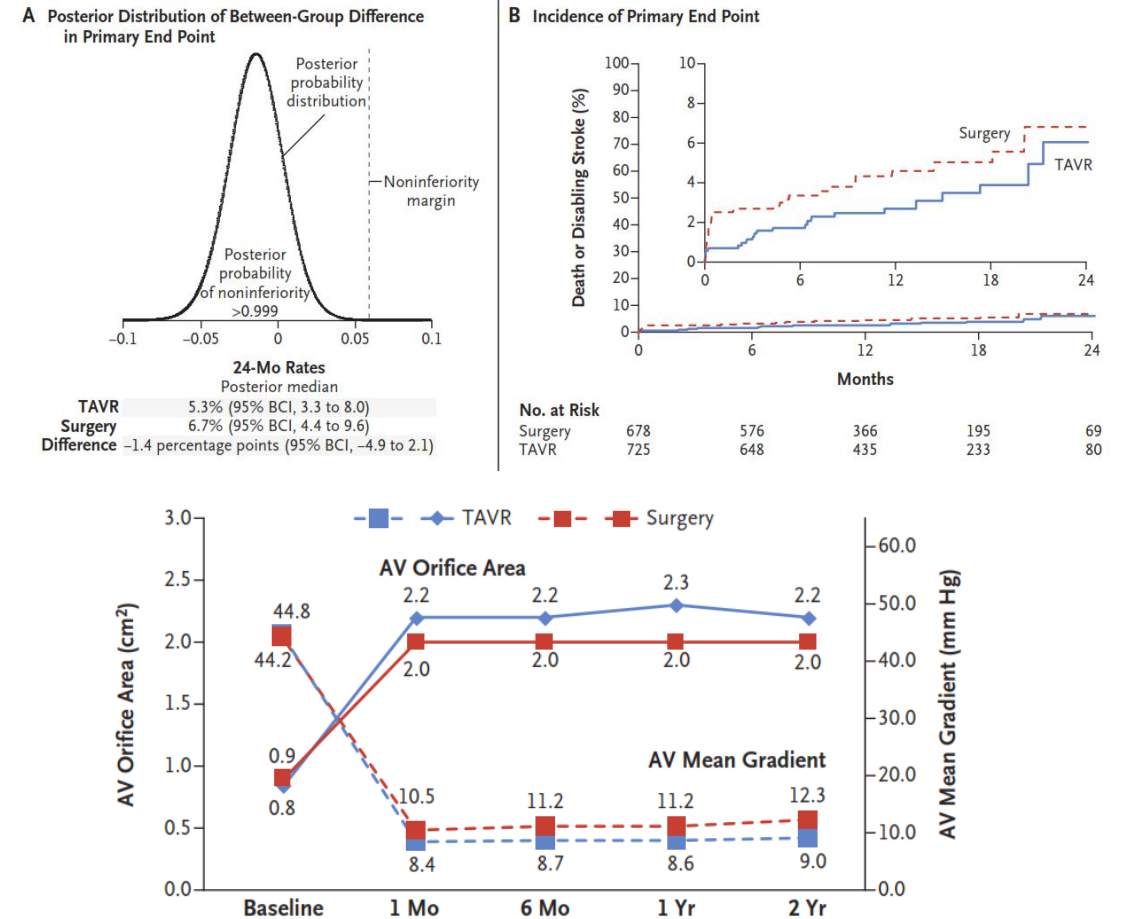 A Posterior Distribution of Between-Group Difference
in Primary End Point
Posterior
probability
distribution
Noninferiority
margin
Posterior
probability
of noninferiority
>0.999
−0.1 −0.05 0 0.05 0.1
24-Mo Rates
Posterior median
TAVR 5.3% (95% BCI, 3.3 to 8.0)
Surgery 6.7% (95% BCI, 4.4 to 9.6)
Difference −1.4 percentage points (95% BCI, −4.9 to 2.1)
B Incidence of Primary End Point
Death or Disabling Stroke (%)
100
90
80
70
60
50
40
30
20
10
0
10
8
6
4
2
0
Surgery
TAVR
0 6 12 18 24
0 6 12 18 24
Months
No. at Risk
Surgery 678 576 366 195 69
TAVR 725 648 435 233 80
TAVR Surgery
AV Orifice Area (cm²)
3.0
2.5
2.0
1.5
1.0
0.5
0.0
AV Orifice Area
2.2 2.2 2.3 2.2
44.8
44.2
2.0 2.0 2.0 2.0
0.9
0.8
AV Mean Gradient
10.5 11.2 11.2 12.3
8.4 8.7 8.6 9.0
60.0
50.0
40.0
30.0
20.0
10.0
0.0
AV Mean Gradient (mm Hg)
Baseline 1 Mo 6 Mo 1 Yr 2 Yr